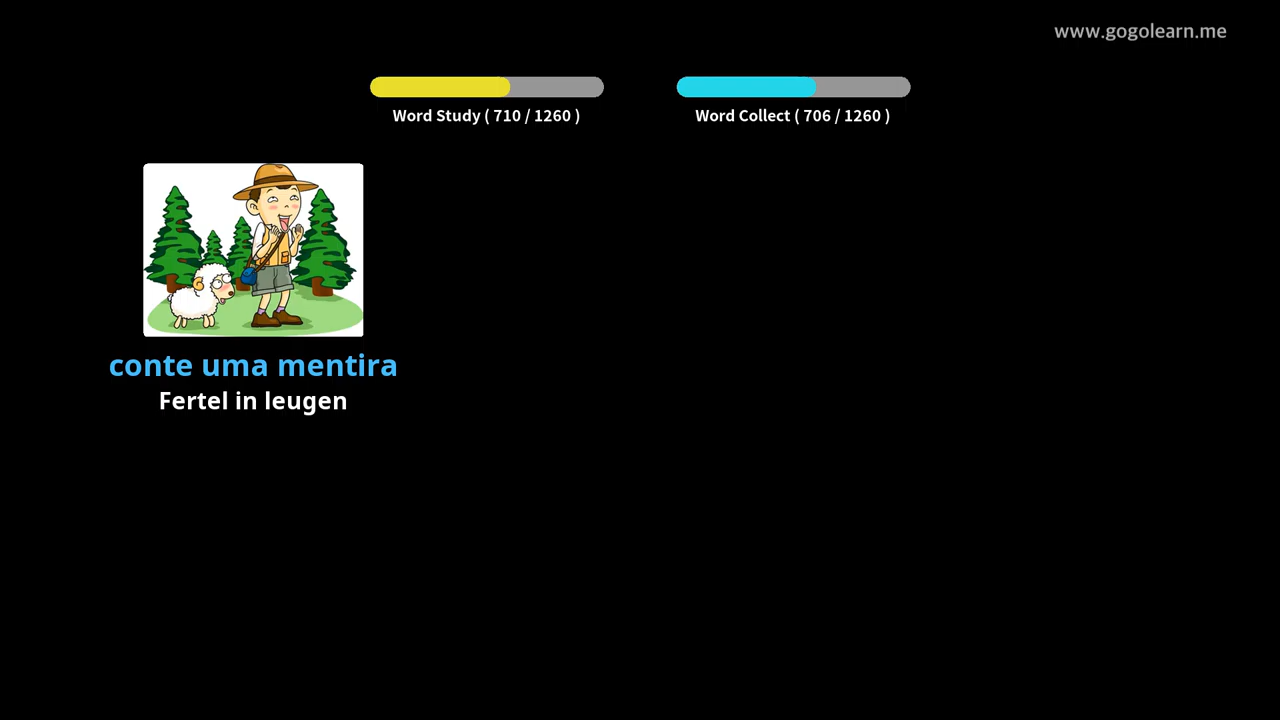 www.gogolearn.me
Word Study ( 710 / 1260 )
Word Collect ( 706 / 1260 )
conte uma mentira
Fertel in leugen